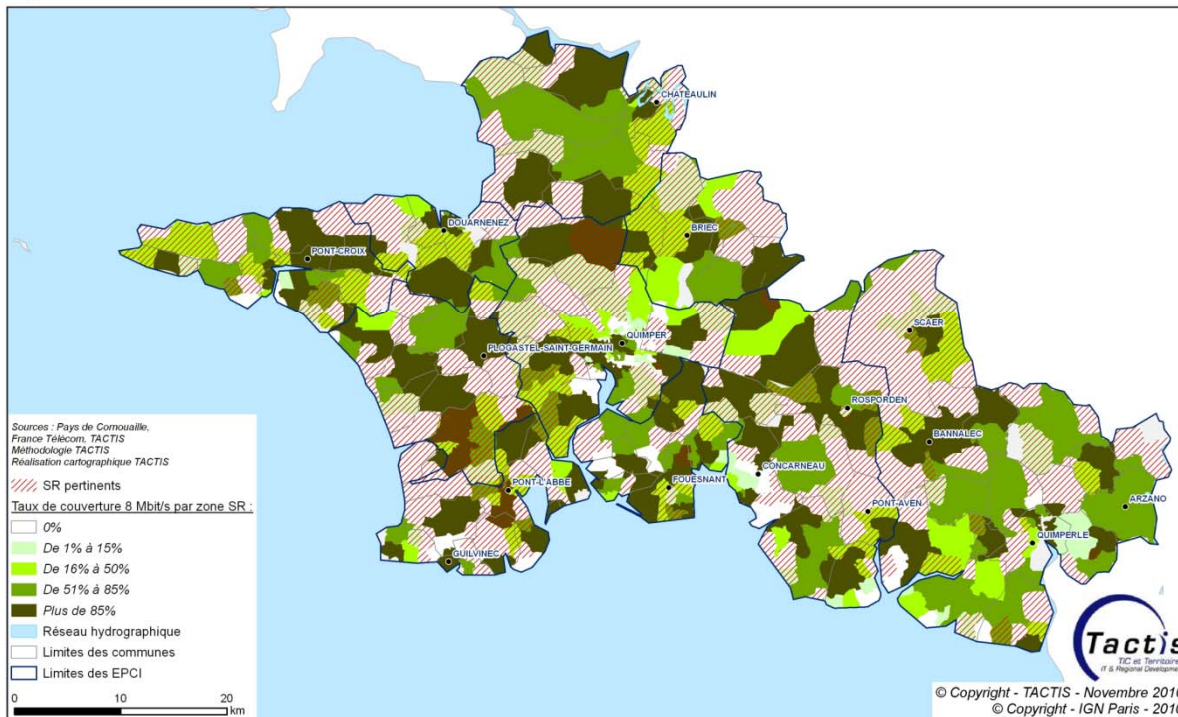 CHATEAULIN
DOUARNENEZ
BRIEC
PONT-CROIX
SCAER
QUIMPER
PLOGASTEL-SAINT-GERMAIN
ROSPORDEN
BANNALEC
CONCARNEAU
FOUESNANT
PONT-L'ABBE
PONT-AVEN
ARZANO
QUIMPERLE
GUILVINEC
Sources : Pays de Cornouaille,
France Télécom, TACTIS
Méthodologie TACTIS
Réalisation cartographique TACTIS
SR pertinents
Taux de couverture 8 Mbit/s par zone SR :
0%
De 1% à 15%
De 16% à 50%
De 51% à 85%
Plus de 85%
Réseau hydrographique
Limites des communes
Limites des EPCI
0 10 20
km
Tactis
TIC et Territoire
IT & Regional Developmen
© Copyright - TACTIS - Novembre 2010
© Copyright - IGN Paris - 2010